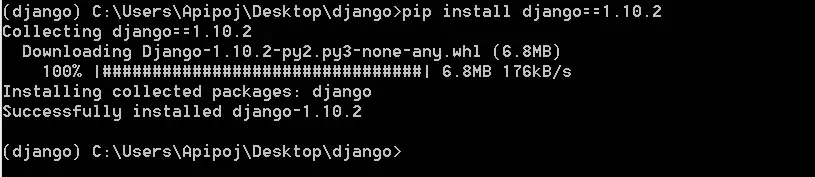 (django) C:\Users\Apipoj\Desktop\django>pip install django==1.10.2
Collecting django==1.10.2
  Downloading Django-1.10.2-py2.py3-none-any.whl (6.8MB)
    100% |################################| 6.8MB 176kB/s
Installing collected packages: django
Successfully installed django-1.10.2
(django) C:\Users\Apipoj\Desktop\django>